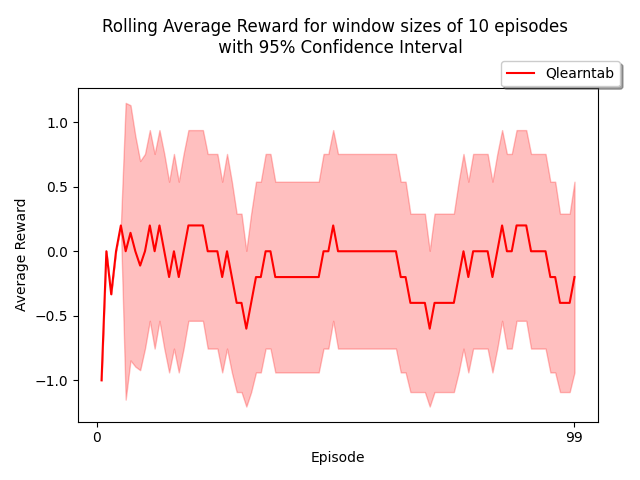 Rolling Average Reward for window sizes of 10 episodes
with 95% Confidence Interval
Qlearntab
1.0
0.5
0.0
−0.5
−1.0
Average Reward
0
99
Episode